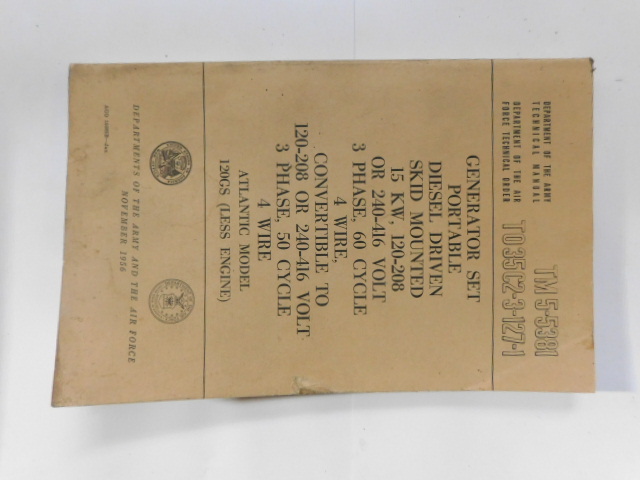 DEPARTMENT OF THE ARMY
TECHNICAL MANUAL
TM 5-5381
DEPARTMENT OF THE AIR
FORCE TECHNICAL ORDER
TO 35C2-3-127-1
GENERATOR SET
PORTABLE
DIESEL DRIVEN
SKID MOUNTED
15 KW, 120-208
OR 240-416 VOLT
3 PHASE, 60 CYCLE
4 WIRE,
CONVERTIBLE TO
120-208 OR 240-416 VOLT
3 PHASE, 50 CYCLE
4 WIRE
ATLANTIC MODEL
120GS (LESS ENGINE)
DEPARTMENTS OF THE ARMY AND THE AIR FORCE
NOVEMBER 1956